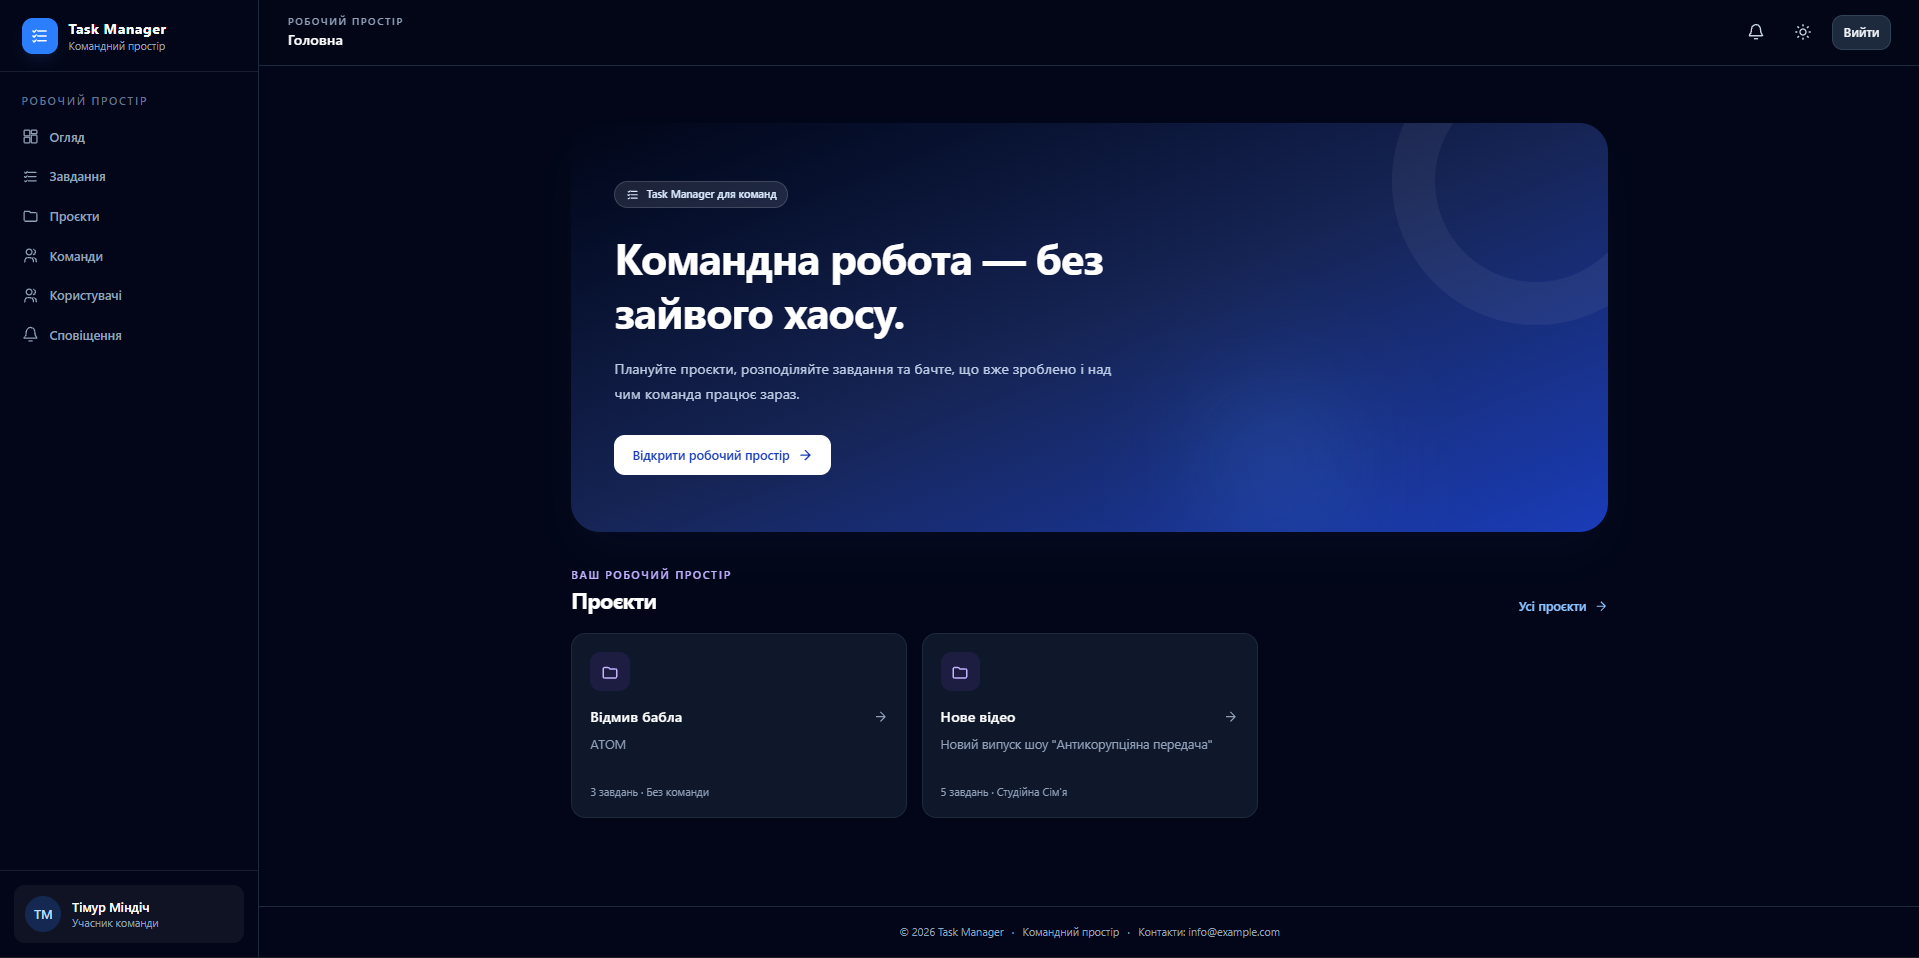 Task Manager
Командний простір
РОБОЧИЙ ПРОСТІР
Огляд
Завдання
Проєкти
Команди
Користувачі
Сповіщення
ТМ
Тімур Міндіч
Учасник команди
РОБОЧИЙ ПРОСТІР
Головна
Вийти
Task Manager для команд
Командна робота — без
зайвого хаосу.
Плануйте проєкти, розподіляйте завдання та бачте, що вже зроблено і над
чим команда працює зараз.
Відкрити робочий простір
ВАШ РОБОЧИЙ ПРОСТІР
Проєкти
Усі проєкти
Відмив бабла
АТОМ
3 завдань · Без команди
Нове відео
Новий випуск шоу "Антикорупціяна передача"
5 завдань · Студійна Сім'я
© 2026 Task Manager · Командний простір · Контакти: info@example.com